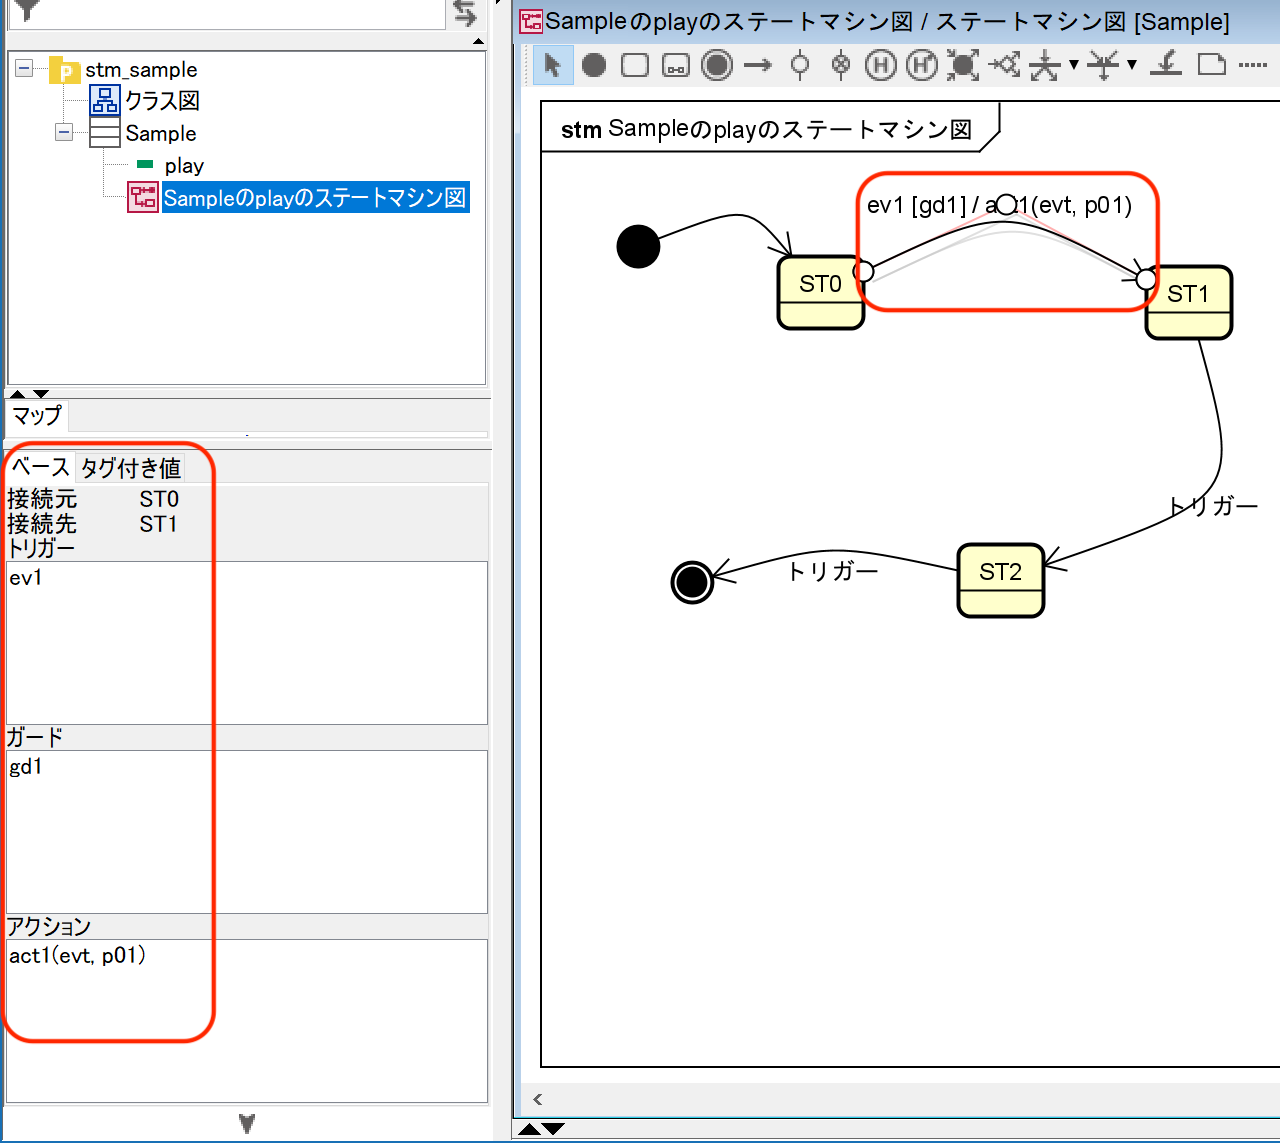 stm_sample
クラス図
Sample
play
Sampleのplayのステートマシン図
マップ
ベース タグ付き値
接続元 ST0
接続先 ST1
トリガー
ev1
ガード
gd1
アクション
act1(evt, p01)
Sampleのplayのステートマシン図 / ステートマシン図 [Sample]
stm Sampleのplayのステートマシン図
ev1 [gd1] / act1(evt, p01)
ST0
ST1
トリガー
ST2
トリガー